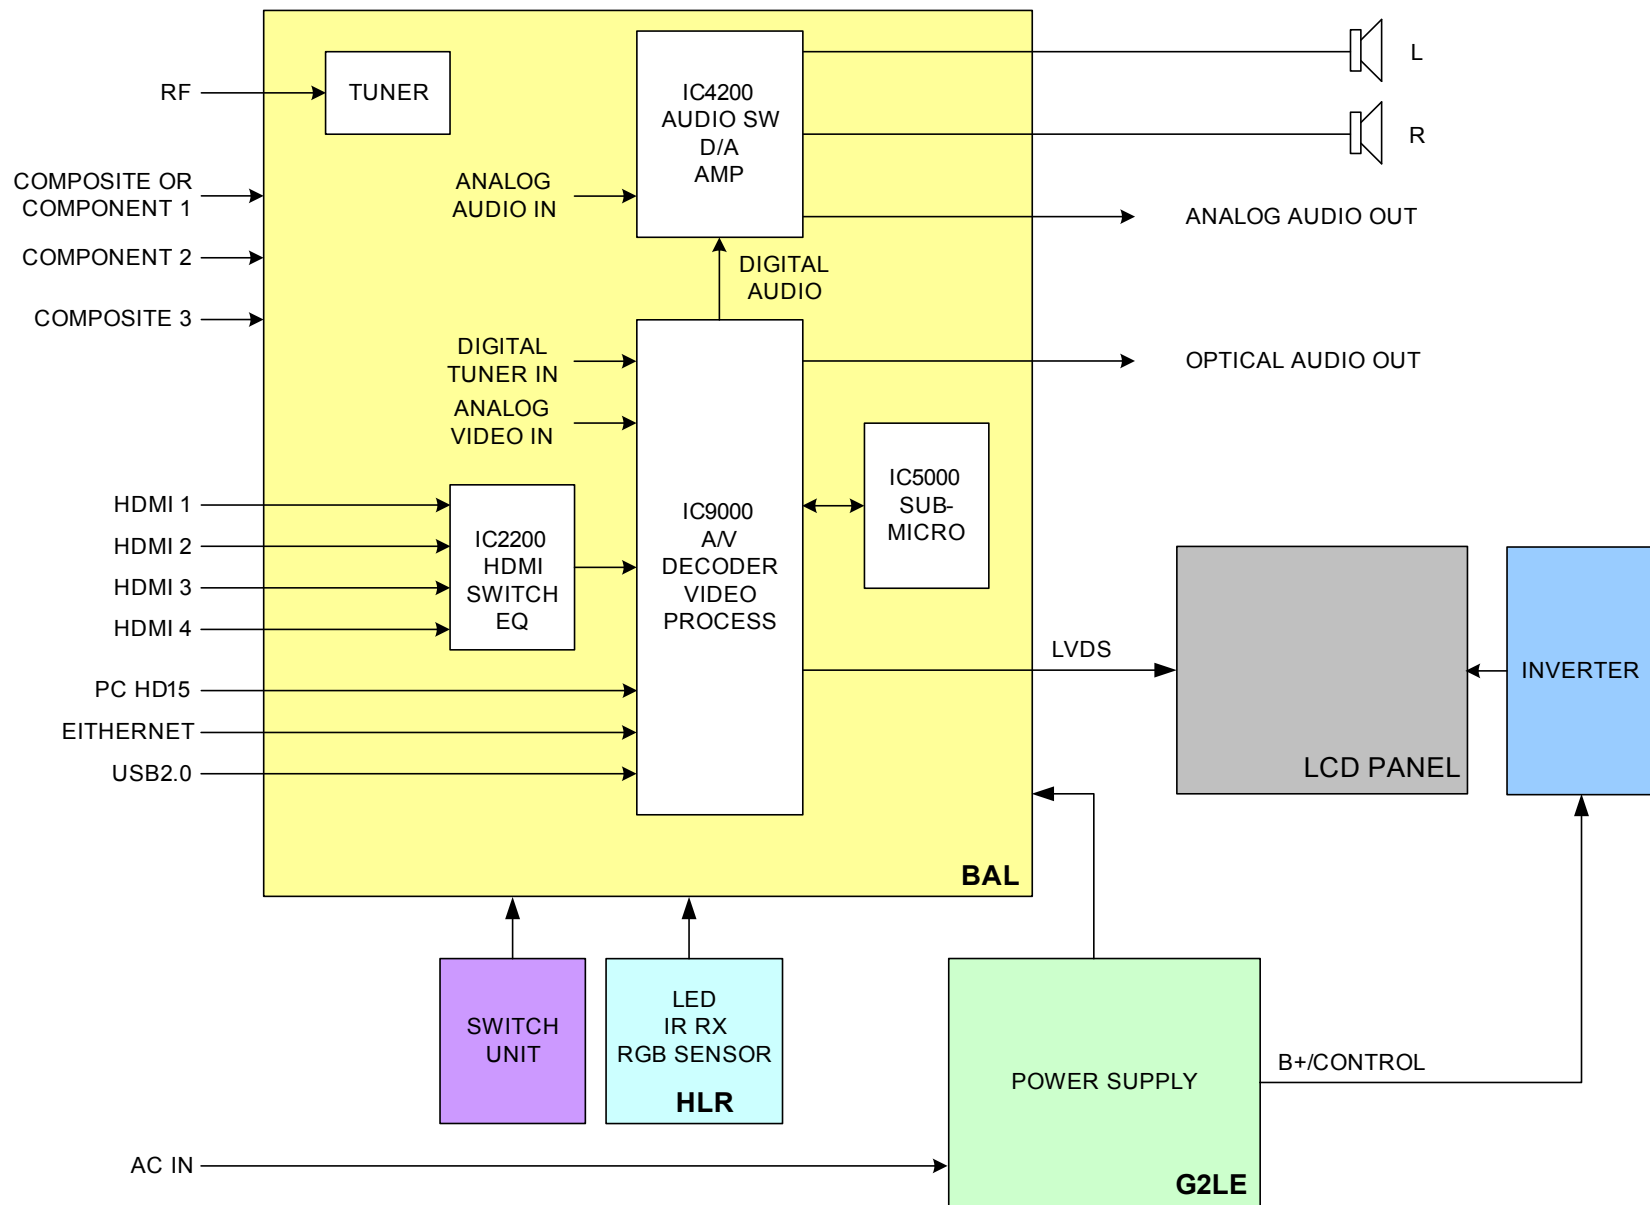 RF
TUNER
IC4200
AUDIO SW
D/A
AMP
L
R
COMPOSITE OR
COMPONENT 1
ANALOG
AUDIO IN
ANALOG AUDIO OUT
COMPONENT 2
DIGITAL
AUDIO
COMPOSITE 3
DIGITAL
TUNER IN
OPTICAL AUDIO OUT
ANALOG
VIDEO IN
HDMI 1
HDMI 2
HDMI 3
HDMI 4
IC2200
HDMI
SWITCH
EQ
IC9000
A/V
DECODER
VIDEO
PROCESS
IC5000
SUB-
MICRO
LVDS
LCD PANEL
INVERTER
PC HD15
EITHERNET
USB2.0
BAL
SWITCH
UNIT
LED
IR RX
RGB SENSOR
HLR
POWER SUPPLY
G2LE
B+/CONTROL
AC IN